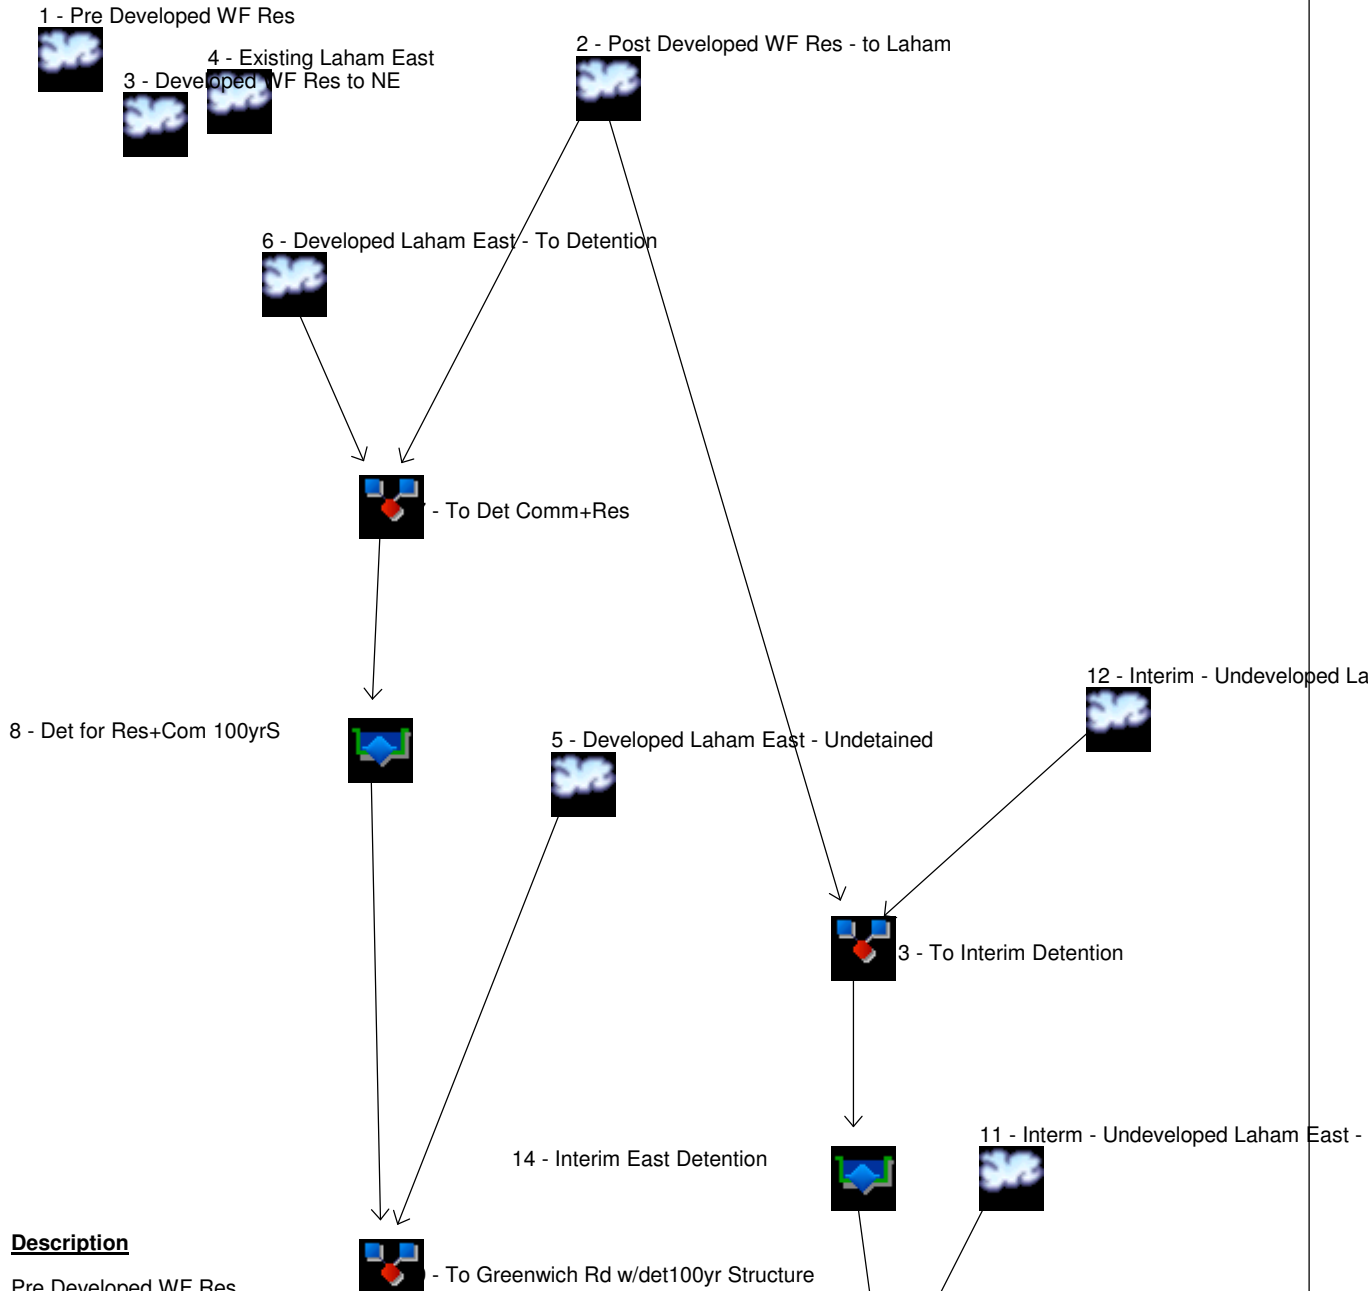 1 - Pre Developed WF Res
2 - Post Developed WF Res - to Laham
4 - Existing Laham East
3 - Developed WF Res to NE
6 - Developed Laham East - To Detention
- To Det Comm+Res
12 - Interim - Undeveloped La
8 - Det for Res+Com 100yrS
5 - Developed Laham East - Undetained
3 - To Interim Detention
11 - Interm - Undeveloped Laham East -
14 - Interim East Detention
Description
- To Greenwich Rd w/det100yr Structure
Pre Developed WF Res